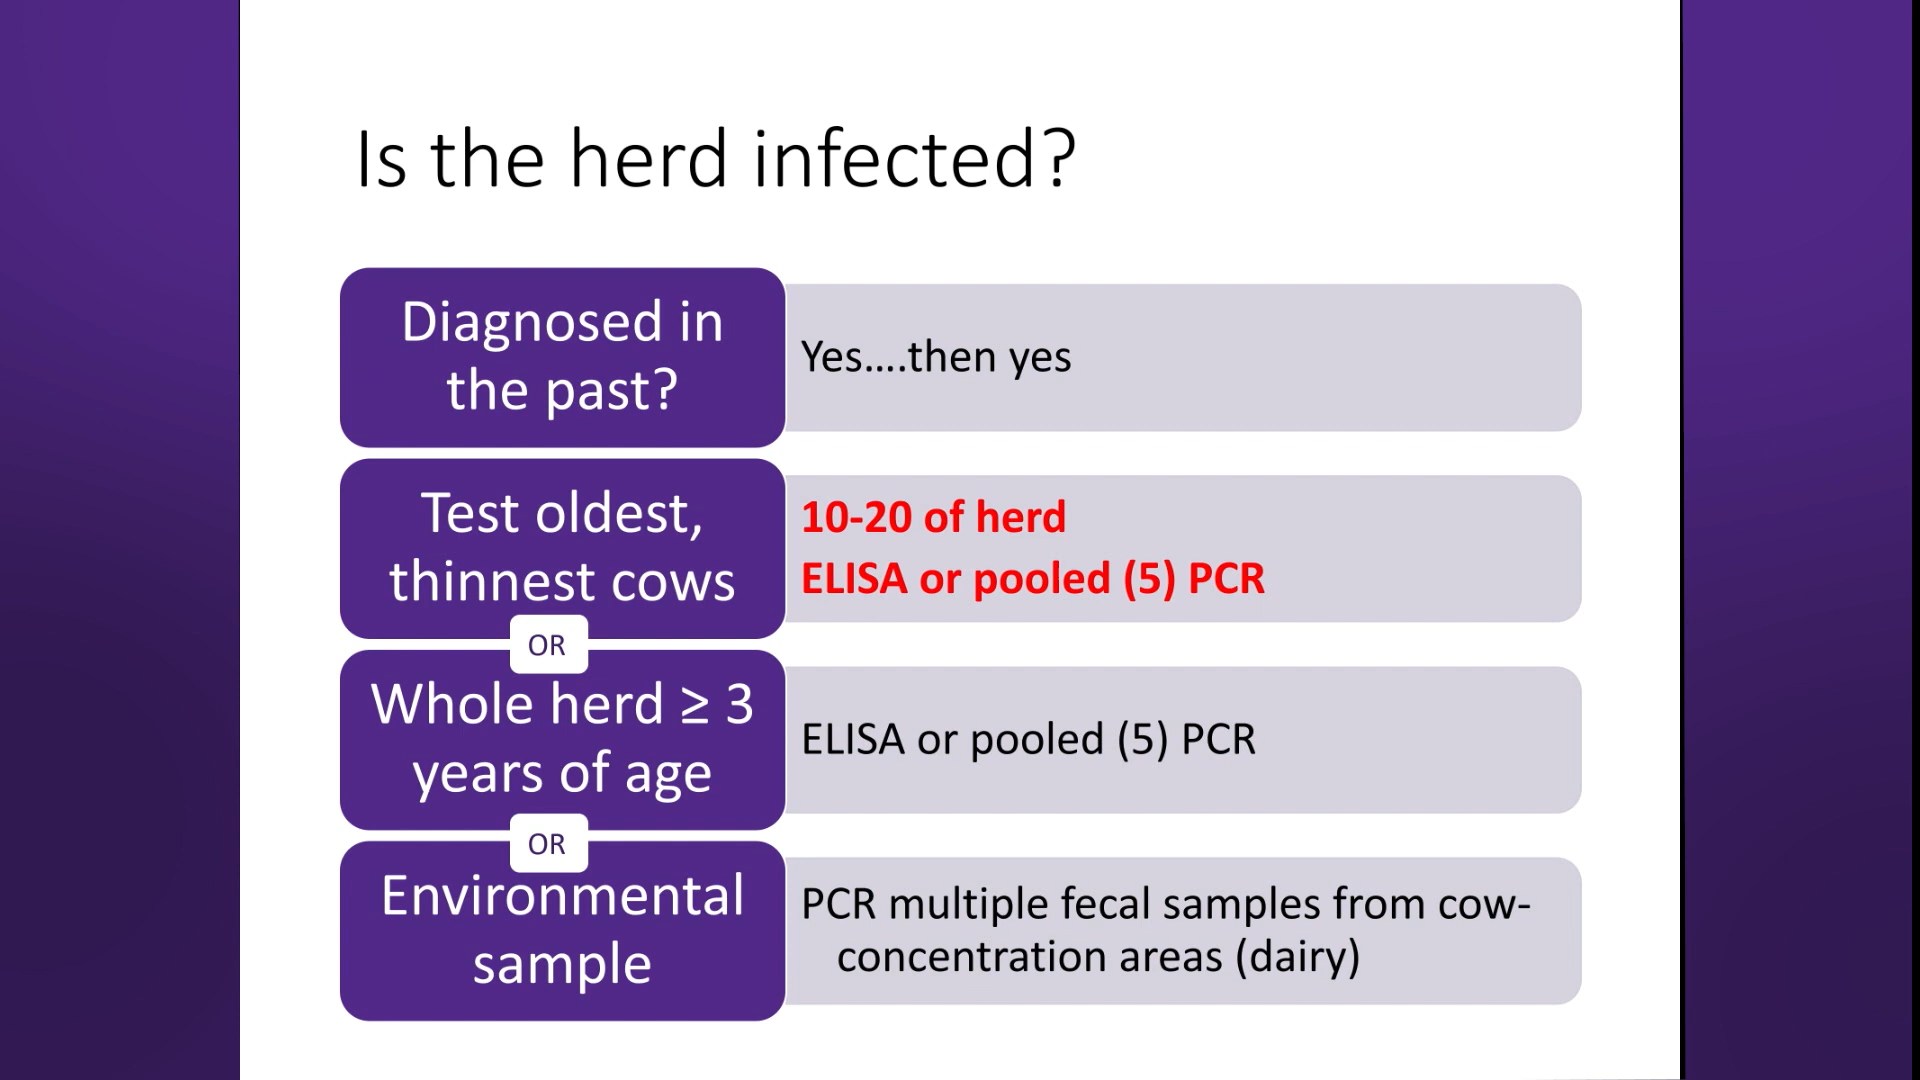 Is the herd infected?
Diagnosed in
the past?
Yes....then yes
Test oldest,
thinnest cows
10-20 of herd
ELISA or pooled (5) PCR
OR
Whole herd ≥ 3
years of age
ELISA or pooled (5) PCR
OR
Environmental
sample
PCR multiple fecal samples from cow-
concentration areas (dairy)